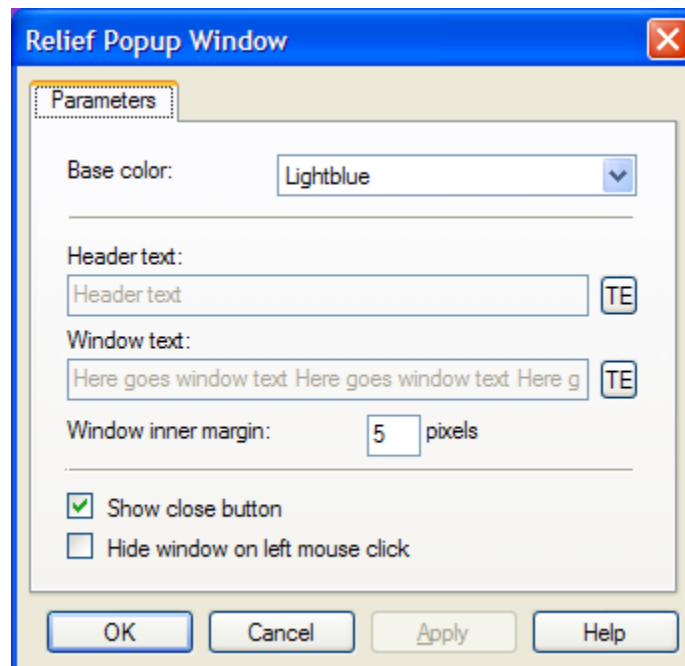 Relief Popup Window
Parameters
Base color: Lightblue
Header text:
Header text TE
Window text:
Here goes window text Here goes window text Here g TE
Window inner margin: 5 pixels
Show close button
Hide window on left mouse click
OK Cancel Apply Help